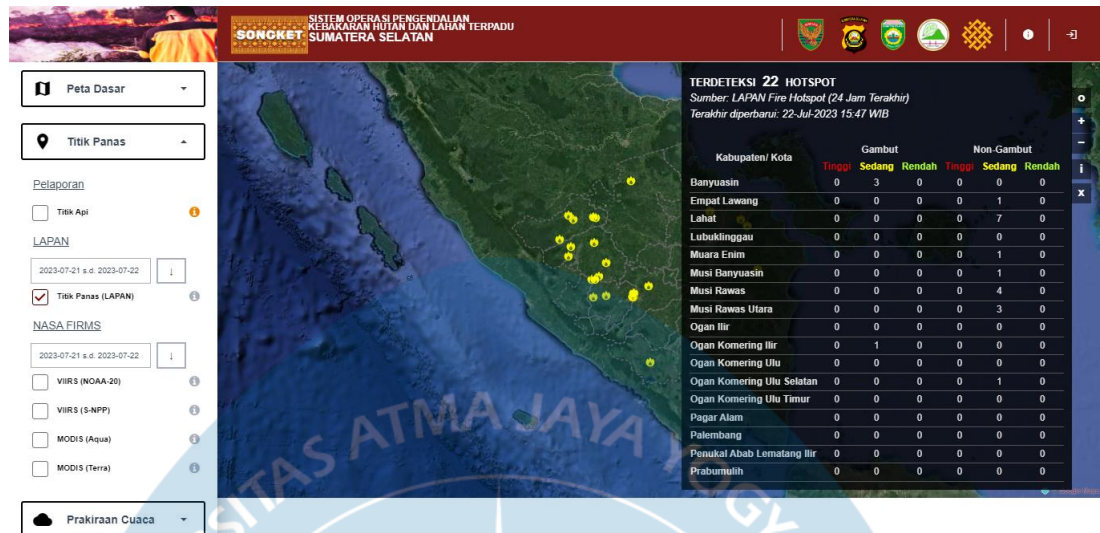 SONGKET
SISTEM OPERASI PENGENDALIAN
KEBAKARAN HUTAN DAN LAHAN TERPADU
SUMATERA SELATAN
Peta Dasar
Titik Panas
Pelaporan
Titik Api
LAPAN
2023-07-21 s.d. 2023-07-22
Titik Panas (LAPAN)
NASA FIRMS
2023-07-21 s.d. 2023-07-22
VIIRS (NOAA-20)
VIIRS (S-NPP)
MODIS (Aqua)
MODIS (Terra)
Prakiraan Cuaca
TERDETEKSI 22 HOTSPOT
Sumber: LAPAN Fire Hotspot (24 Jam Terakhir)
Terakhir diperbarui: 22-Jul-2023 15:47 WIB
Kabupaten/ Kota Gambut Non-Gambut
Tinggi Sedang Rendah Tinggi Sedang Rendah
Banyuasin 0 3 0 0 0 0
Empat Lawang 0 0 0 0 1 0
Lahat 0 0 0 0 7 0
Lubuklinggau 0 0 0 0 0 0
Muara Enim 0 0 0 0 1 0
Musi Banyuasin 0 0 0 0 1 0
Musi Rawas 0 0 0 0 4 0
Musi Rawas Utara 0 0 0 0 3 0
Ogan Ilir 0 0 0 0 0 0
Ogan Komering Ilir 0 1 0 0 0 0
Ogan Komering Ulu 0 0 0 0 0 0
Ogan Komering Ulu Selatan 0 0 0 0 1 0
Ogan Komering Ulu Timur 0 0 0 0 0 0
Pagar Alam 0 0 0 0 0 0
Palembang 0 0 0 0 0 0
Penukal Abab Lematang Ilir 0 0 0 0 0 0
Prabumulih 0 0 0 0 0 0
o
+
−
i
x
SITAS ATMA JAYA YOGY